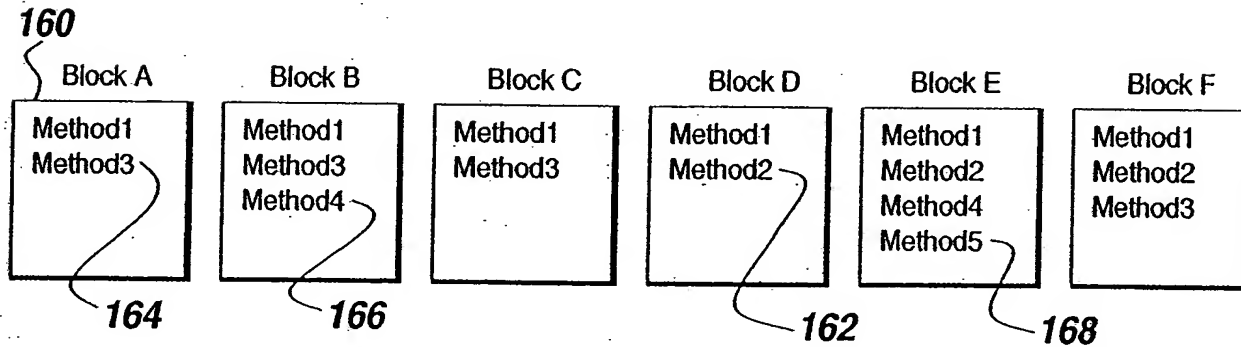 160
Block A
Method1
Method3
164
Block B
Method1
Method3
Method4
166
Block C
Method1
Method3
Block D
Method1
Method2
162
Block E
Method1
Method2
Method4
Method5
168
Block F
Method1
Method2
Method3